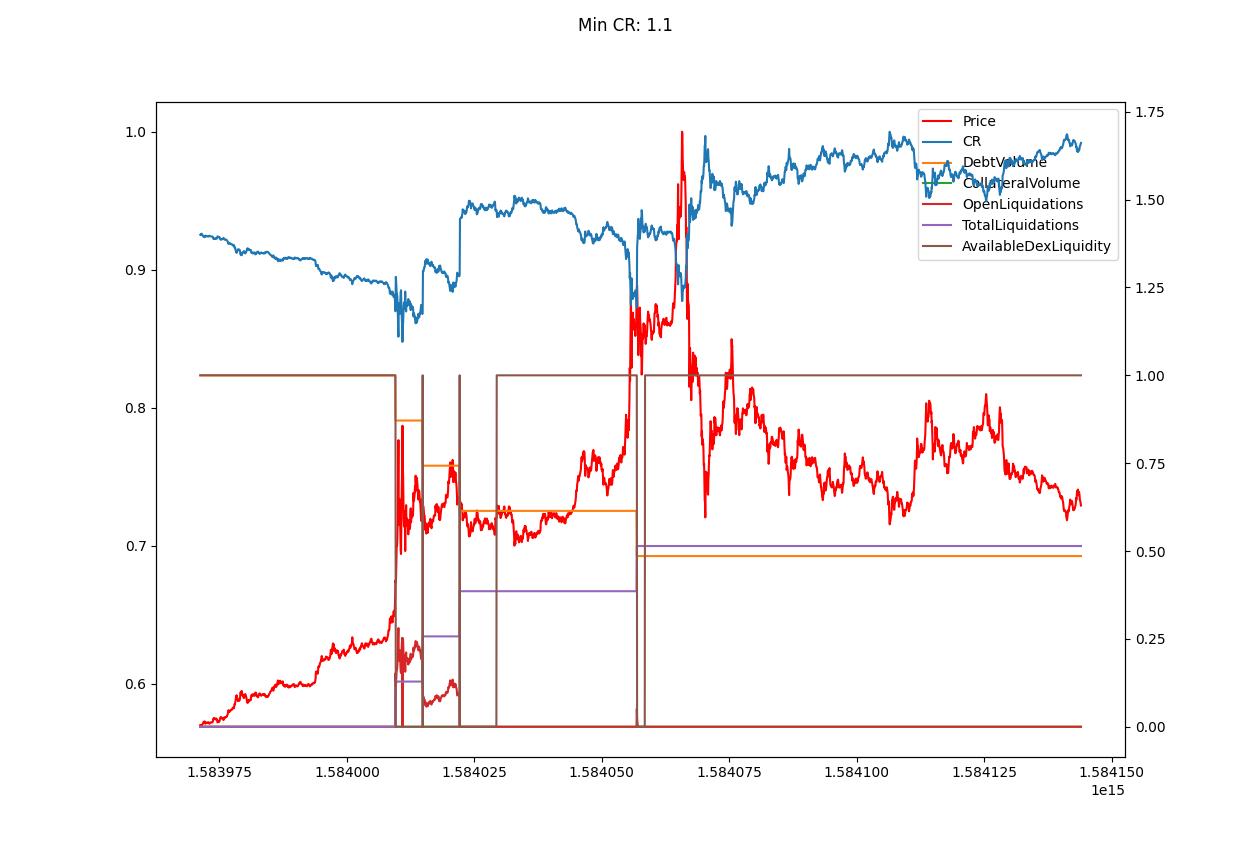 Min CR: 1.1
1.0
0.9
0.8
0.7
0.6
1.75
1.50
1.25
1.00
0.75
0.50
0.25
0.00
Price
CR
DebtVolume
CollateralVolume
OpenLiquidations
TotalLiquidations
AvailableDexLiquidity
1.583975 1.584000 1.584025 1.584050 1.584075 1.584100 1.584125 1.584150
1e15